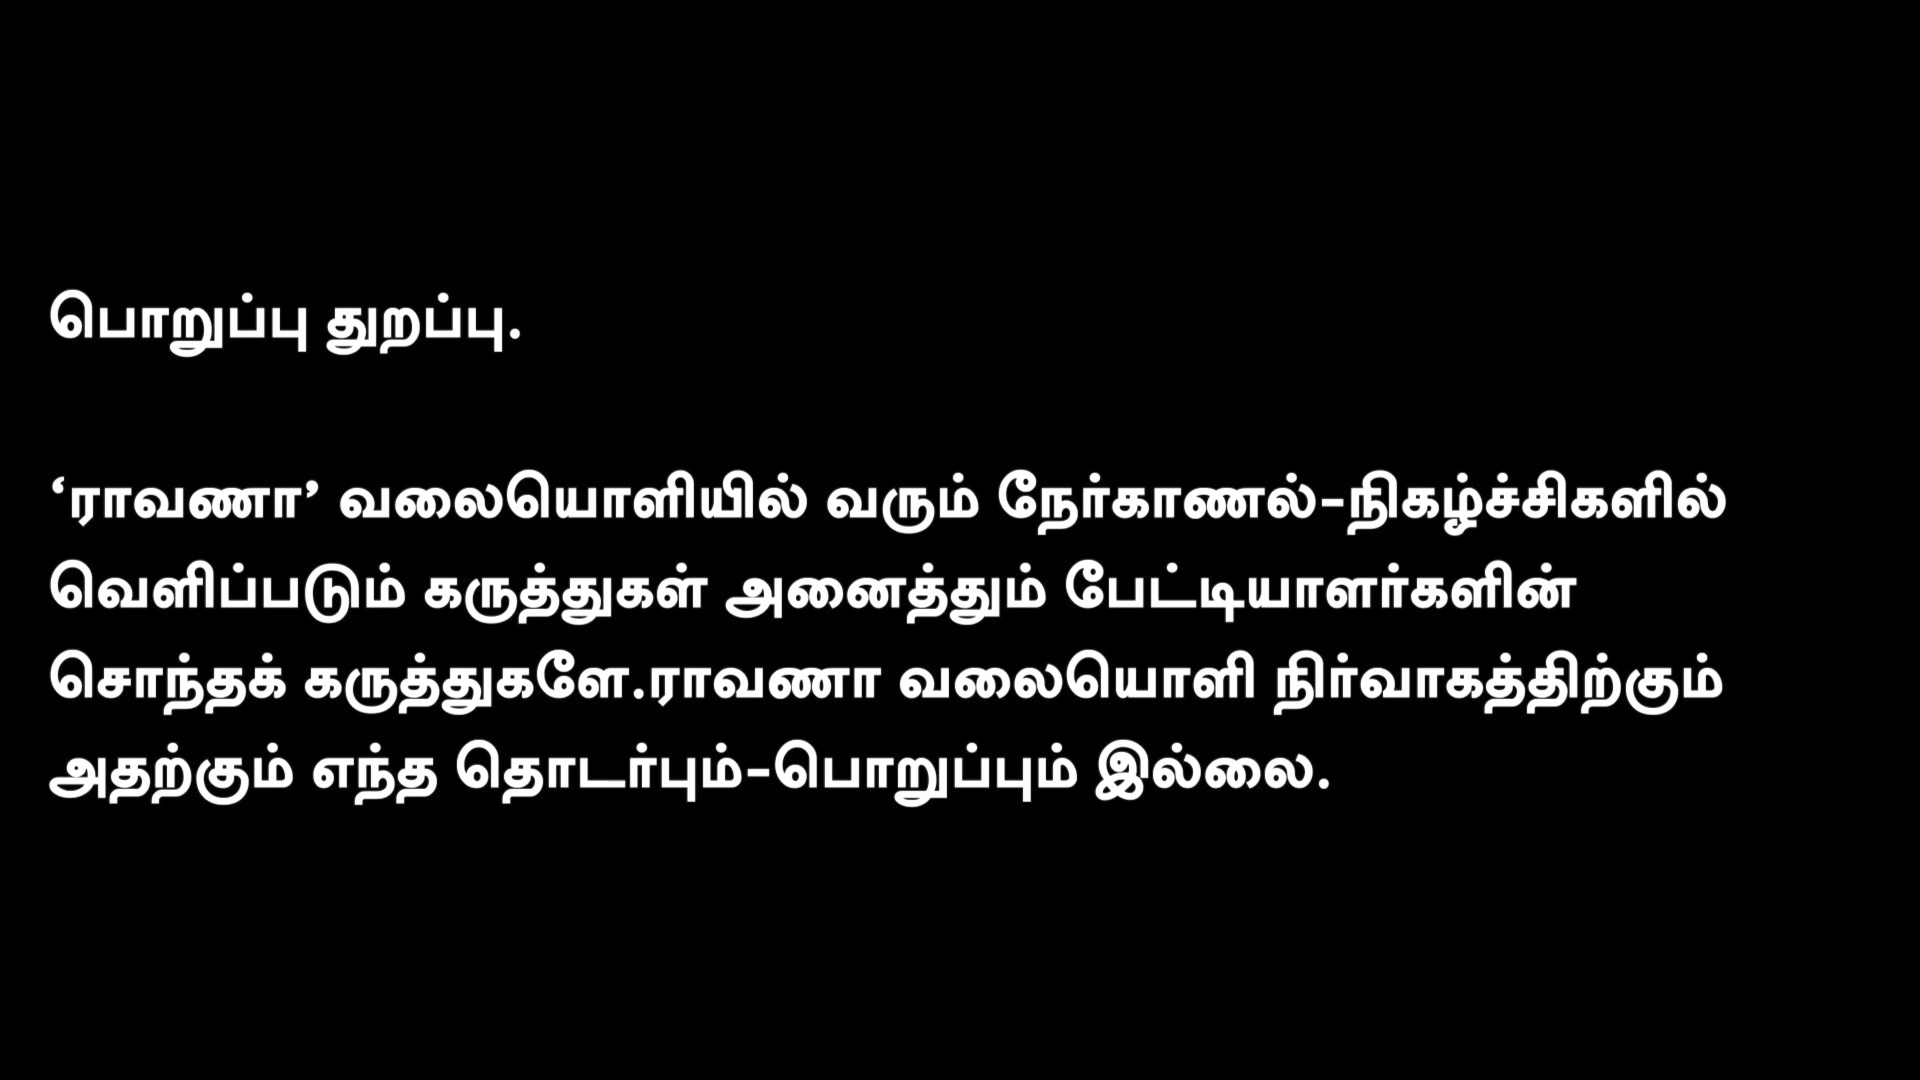 பொறுப்பு துறப்பு.
‘ராவணா’ வலையொளியில் வரும் நேர்காணல்-நிகழ்ச்சிகளில்
வெளிப்படும் கருத்துகள் அனைத்தும் பேட்டியாளர்களின்
சொந்தக் கருத்துகளே.ராவணா வலையொளி நிர்வாகத்திற்கும்
அதற்கும் எந்த தொடர்பும்-பொறுப்பும் இல்லை.